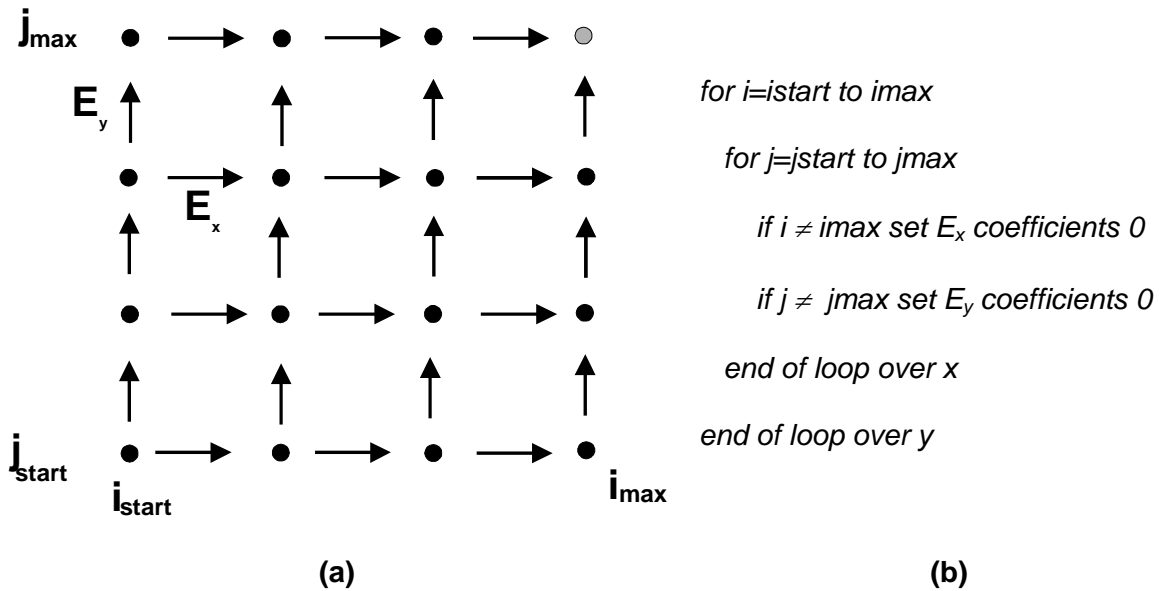 jmax
Ey
Ex
jstart
istart
imax
(a)
for i=istart to imax
for j=jstart to jmax
if i ≠ imax set Ex coefficients 0
if j ≠ jmax set Ey coefficients 0
end of loop over x
end of loop over y
(b)